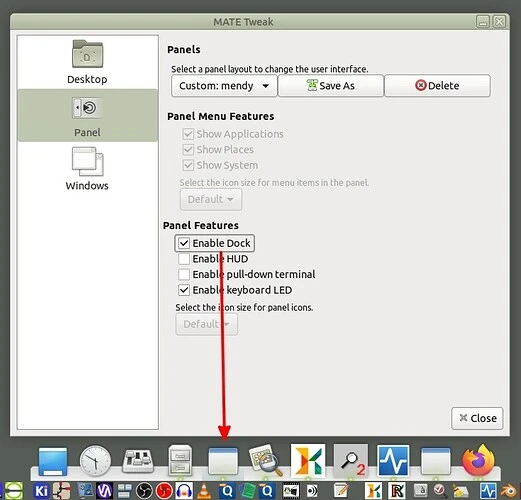 MATE Tweak
Desktop
Panel
Windows
Panels
Select a panel layout to change the user interface.
Custom: mendy
Save As
Delete
Panel Menu Features
Show Applications
Show Places
Show System
Select the icon size for menu items in the panel.
Default
Panel Features
Enable Dock
Enable HUD
Enable pull-down terminal
Enable keyboard LED
Select the icon size for panel icons.
Default
Close
2
Ki